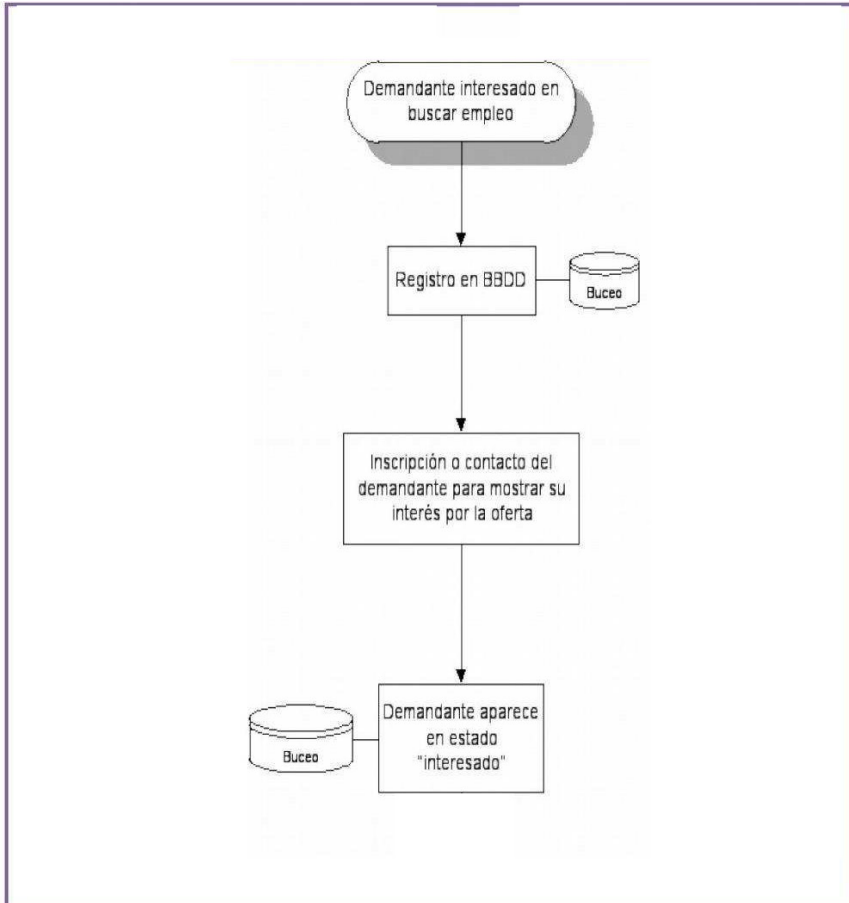 Demandante interesado en
buscar empleo
Registro en BBDD
Buceo
Inscripción o contacto del
demandante para mostrar su
interés por la oferta
Demandante aparece
en estado
"interesado"
Buceo